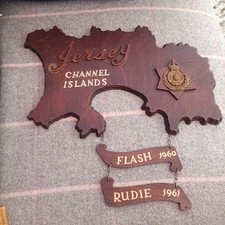 Jersey
CHANNEL
ISLANDS
FLASH 1960
RUDIE 1961